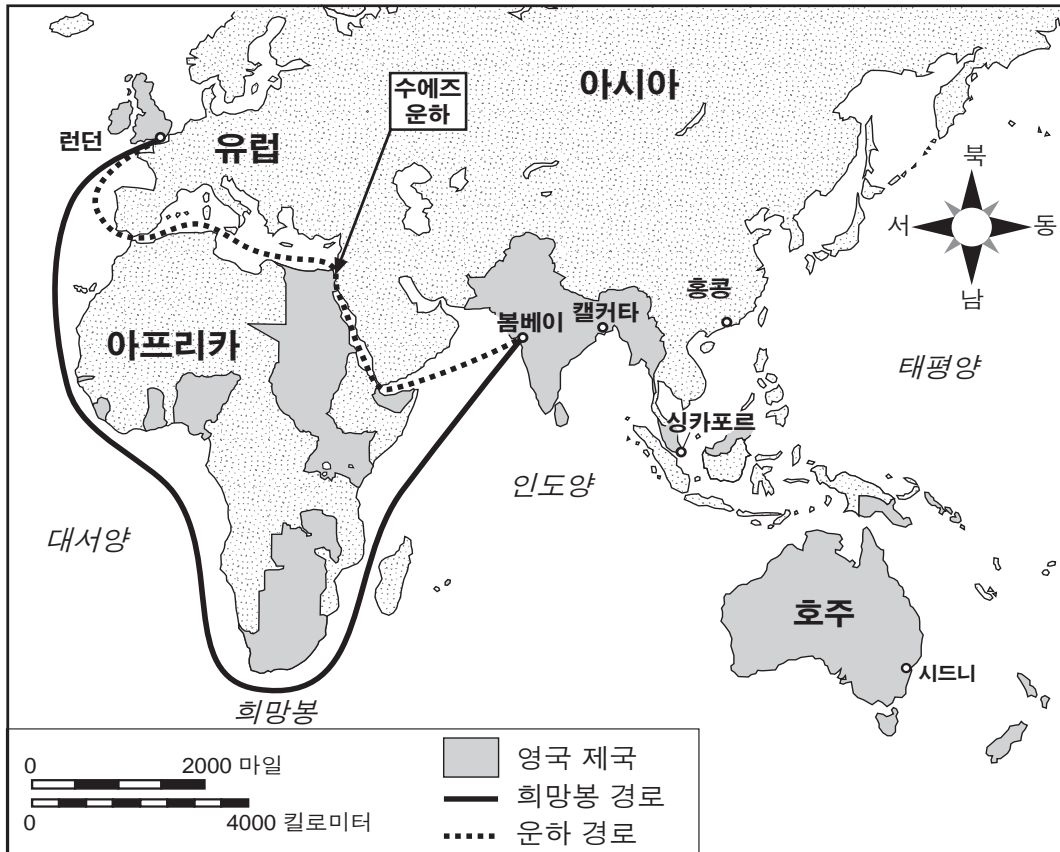 아시아
수에즈
운하
런던
유럽
북
서
동
남
홍콩
봄베이
캘커타
아프리카
태평양
싱카포르
인도양
대서양
호주
시드니
희망봉
0 2000 마일
0 4000 킬로미터
영국 제국
희망봉 경로
운하 경로